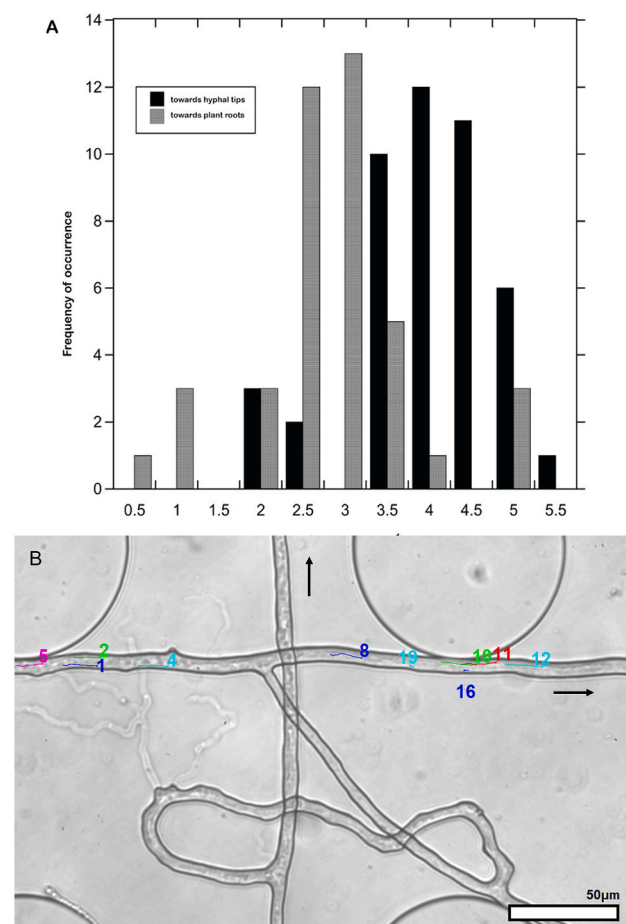 A
14
12
10
8
6
4
2
0
Frequency of occurrence
towards hyphal tips
towards plant roots
0.5 1 1.5 2 2.5 3 3.5 4 4.5 5 5.5
B
5 2 1 4 8 19 10 11 12
16
50µm